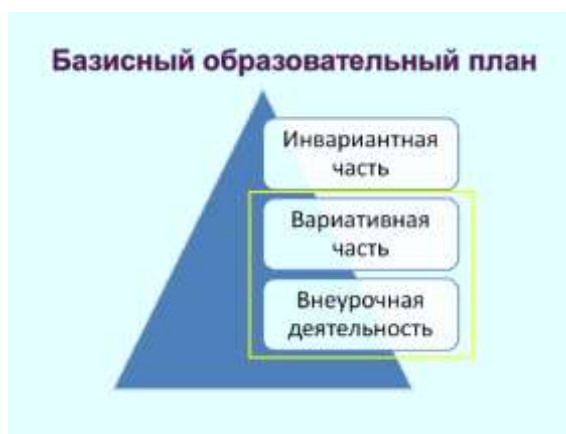 Базисный образовательный план
Инвариантная
часть
Вариативная
часть
Внеурочная
деятельность